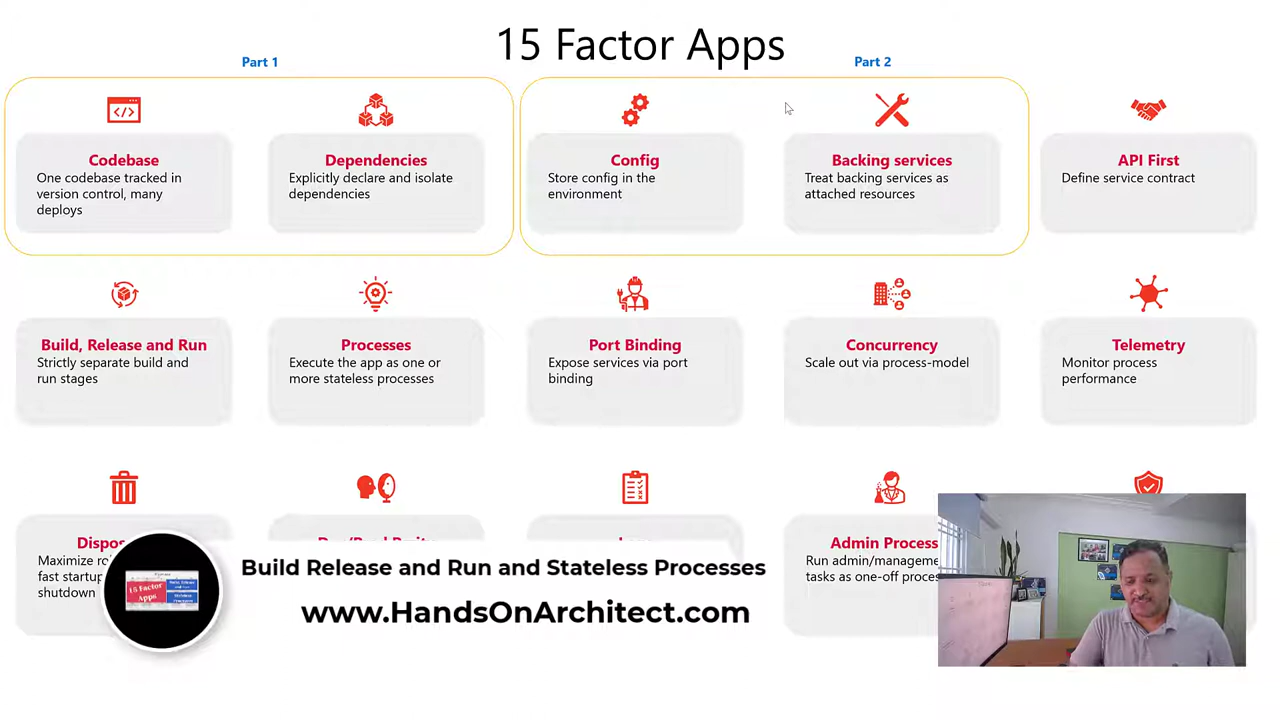 15 Factor Apps
Part 1
Part 2
Codebase
One codebase tracked in
version control, many
deploys
Dependencies
Explicitly declare and isolate
dependencies
Config
Store config in the
environment
Backing services
Treat backing services as
attached resources
API First
Define service contract
Build, Release and Run
Strictly separate build and
run stages
Processes
Execute the app as one or
more stateless processes
Port Binding
Expose services via port
binding
Concurrency
Scale out via process-model
Telemetry
Monitor process
performance
Maximize
fast startup
shutdown
Admin Process
Run
tasks as one-off
15 Factor
Apps
Build Release and Run and Stateless Processes
www.HandsOnArchitect.com